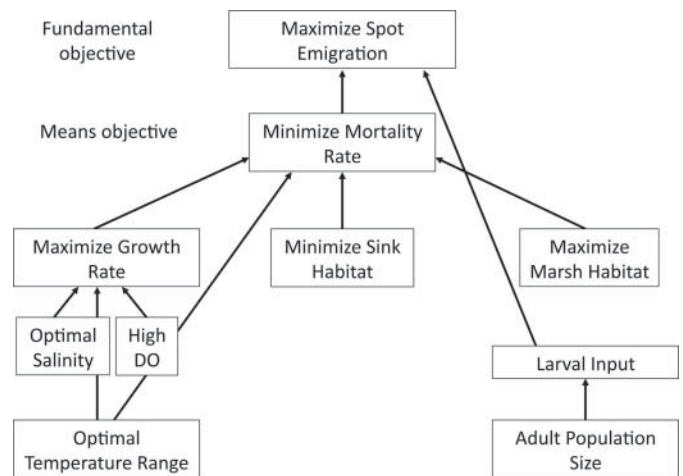 Fundamental
objective
Maximize Spot
Emigration
Means objective
Minimize Mortality
Rate
Maximize Growth
Rate
Minimize Sink
Habitat
Maximize
Marsh Habitat
Optimal
Salinity
High
DO
Larval Input
Optimal
Temperature Range
Adult Population
Size